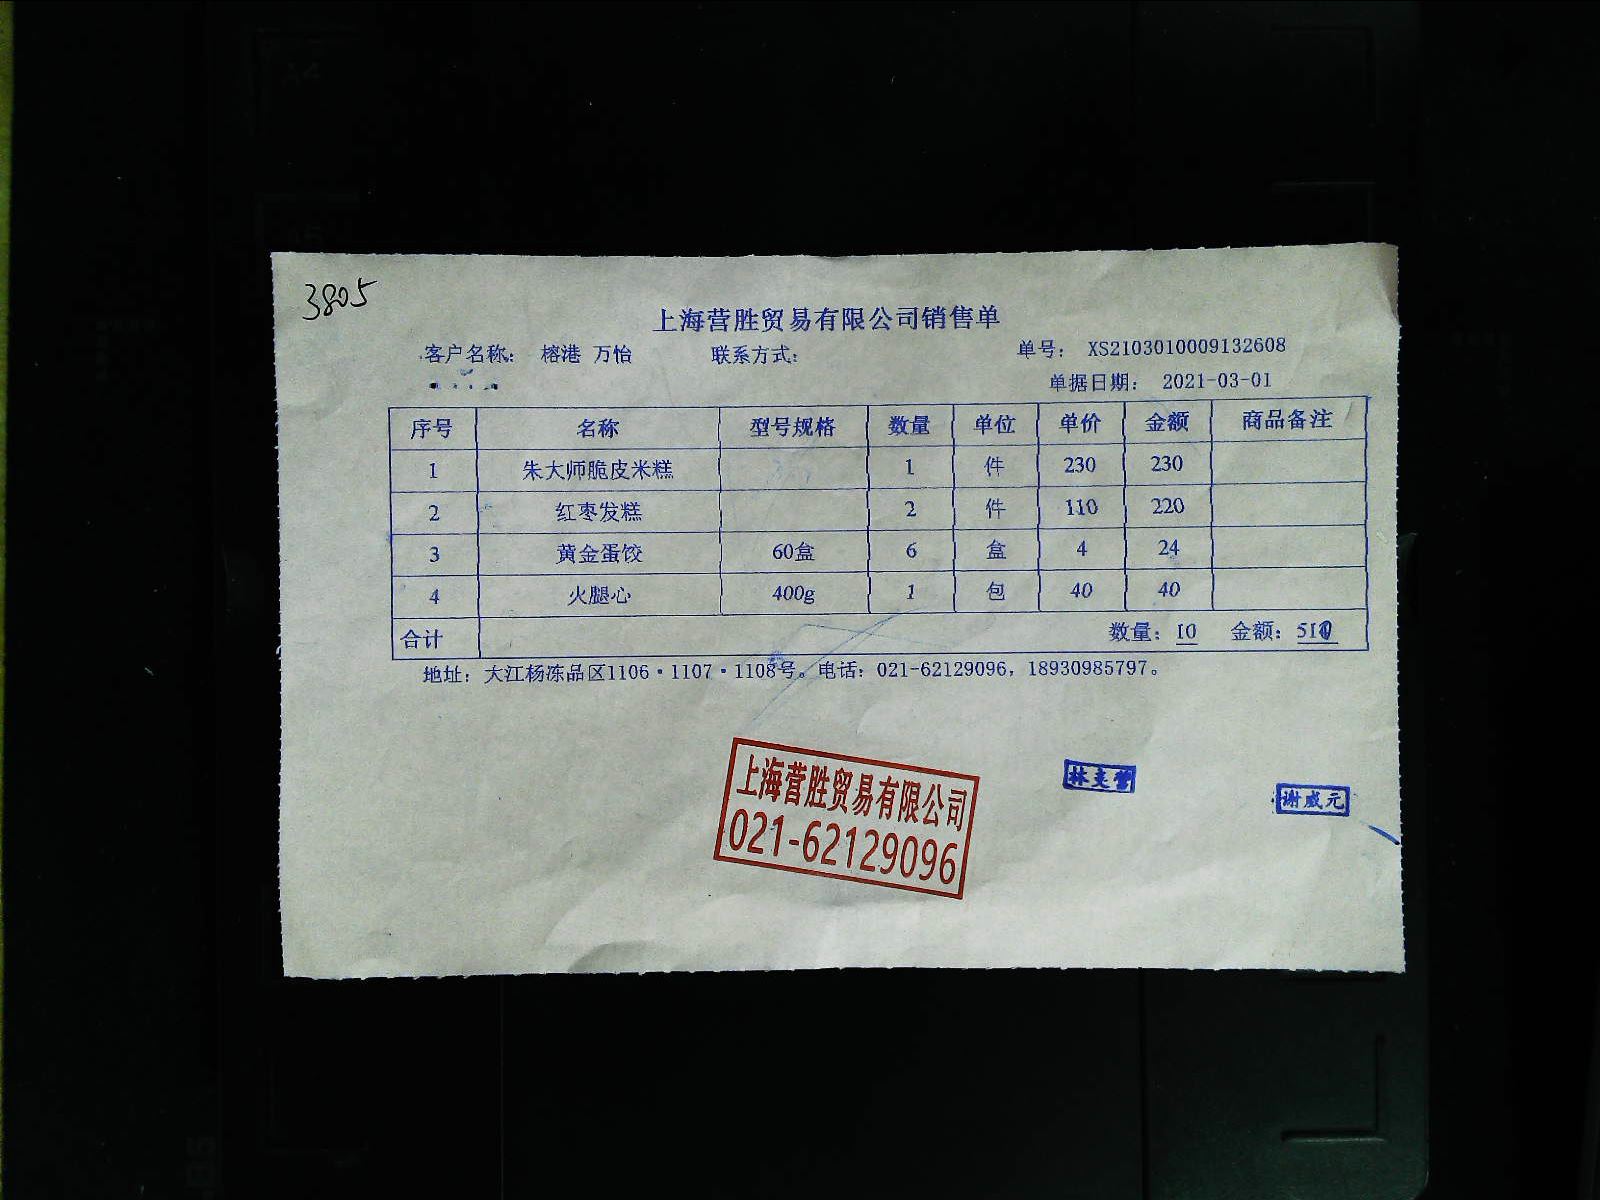 3805
上海营胜贸易有限公司销售单
客户名称: 榕港 万怡 联系方式: 单号: XS2103010009132608
单据日期: 2021-03-01
序号 名称 型号规格 数量 单位 单价 金额 商品备注
1 朱大师脆皮米糕 1 件 230 230
2 红枣发糕 2 件 110 220
3 黄金蛋饺 60盒 6 盒 4 24
4 火腿心 400g 1 包 40 40
合计 数量: 10 金额:
地址: 大江杨冻品区1106·1107·1108号。电话: 021-62129096, 18930985797。
上海营胜贸易有限公司
021-62129096
谢威元